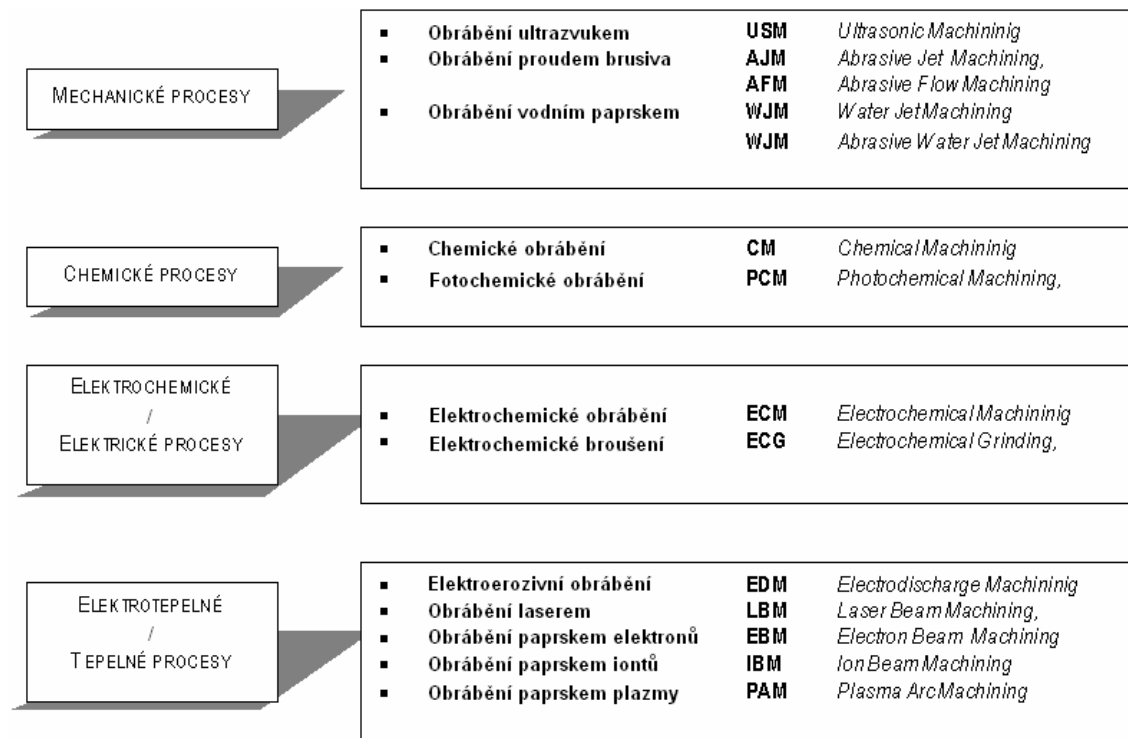 MECHANICKÉ PROCESY
▪ Obrábění ultrazvukem USM Ultrasonic Machininig
▪ Obrábění proudem brusiva AJM Abrasive Jet Machining,
AFM Abrasive Flow Machining
▪ Obrábění vodním paprskem WJM Water Jet Machining
WJM Abrasive Water Jet Machining
CHEMICKÉ PROCESY
▪ Chemické obrábění CM Chemical Machininig
▪ Fotochemické obrábění PCM Photochemical Machining,
ELEKTROCHEMICKÉ
/
ELEKTRICKÉ PROCESY
▪ Elektrochemické obrábění ECM Electrochemical Machininig
▪ Elektrochemické broušení ECG Electrochemical Grinding,
ELEKTROTEPELNÉ
/
TEPELNÉ PROCESY
▪ Elektroerozivní obrábění EDM Electrodischarge Machininig
▪ Obrábění laserem LBM Laser Beam Machining,
▪ Obrábění paprskem elektronů EBM Electron Beam Machining
▪ Obrábění paprskem iontů IBM Ion Beam Machining
▪ Obrábění paprskem plazmy PAM Plasma Arc Machining